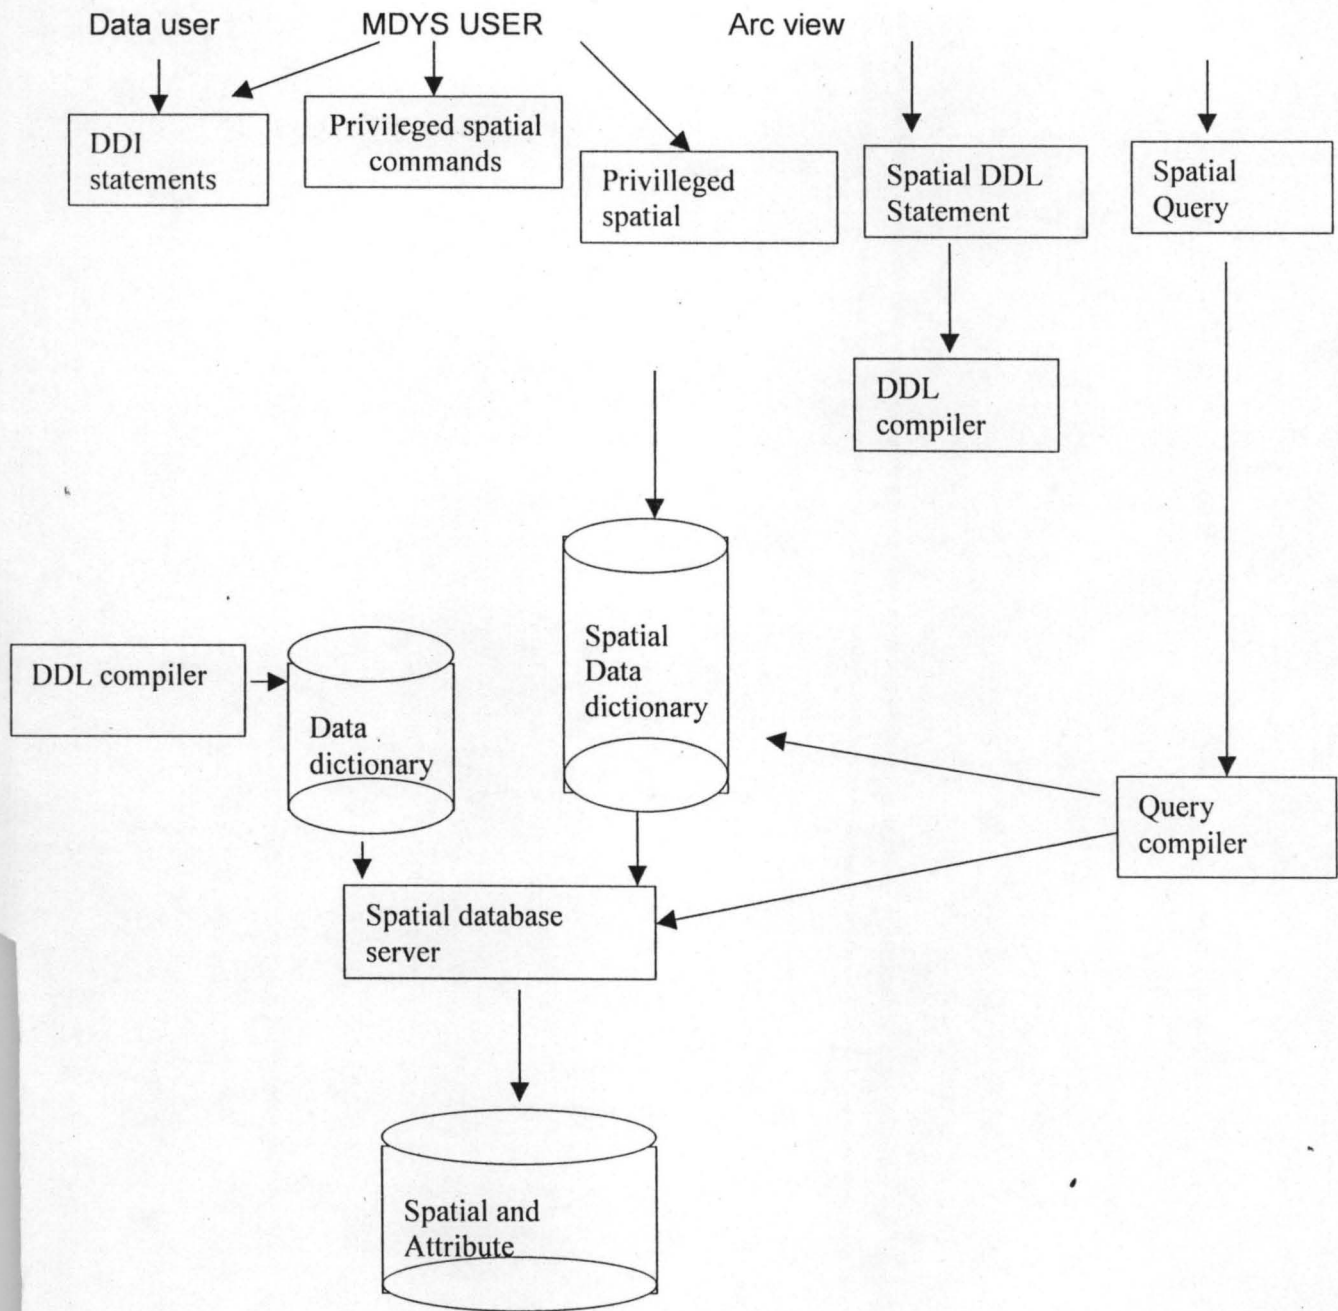 Data user
MDYS USER
Arc view
DDI
statements
Privileged spatial
commands
Privilleged
spatial
Spatial DDL
Statement
Spatial
Query
DDL
compiler
DDL compiler
Data
dictionary
Spatial
Data
dictionary
Query
compiler
Spatial database
server
Spatial and
Attribute